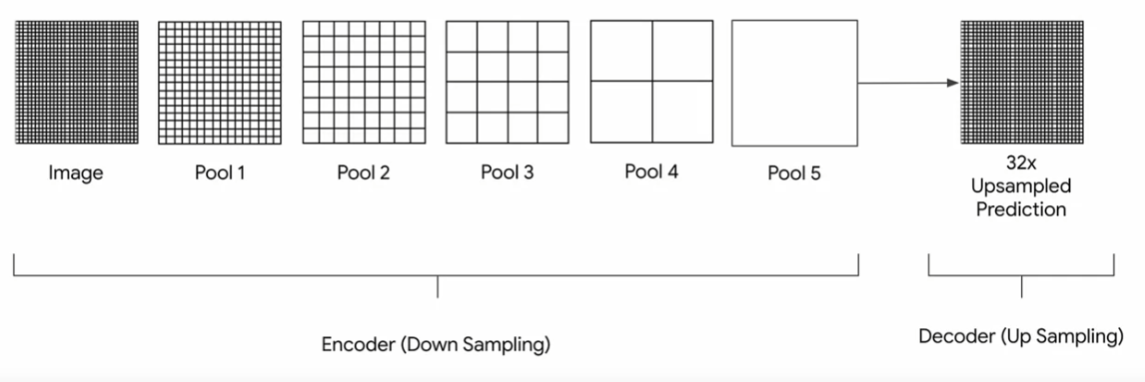 Image
Pool 1
Pool 2
Pool 3
Pool 4
Pool 5
32x
Upsampled
Prediction
Encoder (Down Sampling)
Decoder (Up Sampling)